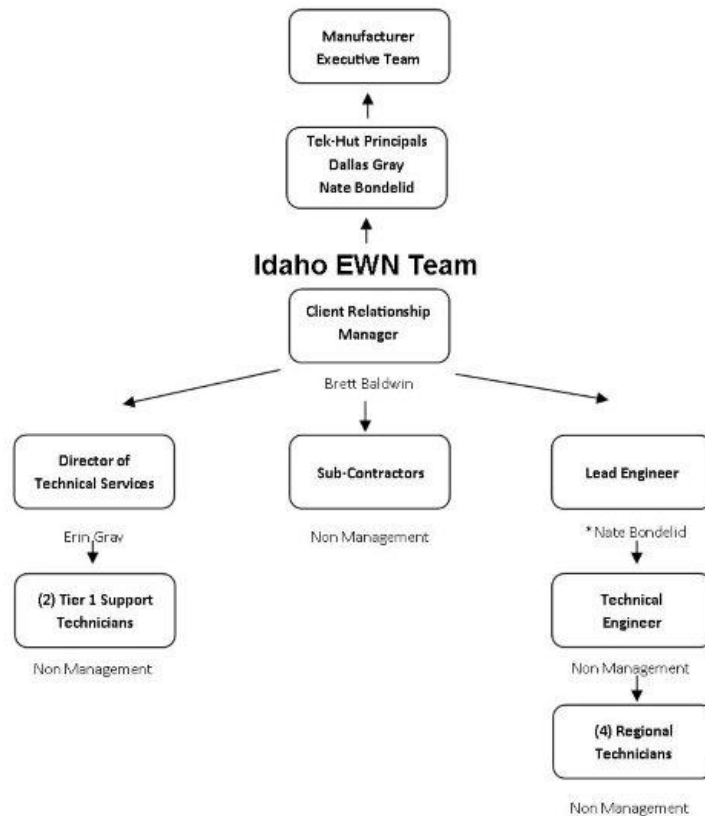 Manufacturer
Executive Team
Tek-Hut Principals
Dallas Gray
Nate Bondelid
Idaho EWN Team
Client Relationship
Manager
Brett Baldwin
Director of
Technical Services
Sub-Contractors
Lead Engineer
Erin Gray
Non Management
*Nate Bondelid
(2) Tier 1 Support
Technicians
Technical
Engineer
Non Management
Non Management
(4) Regional
Technicians
Non Management